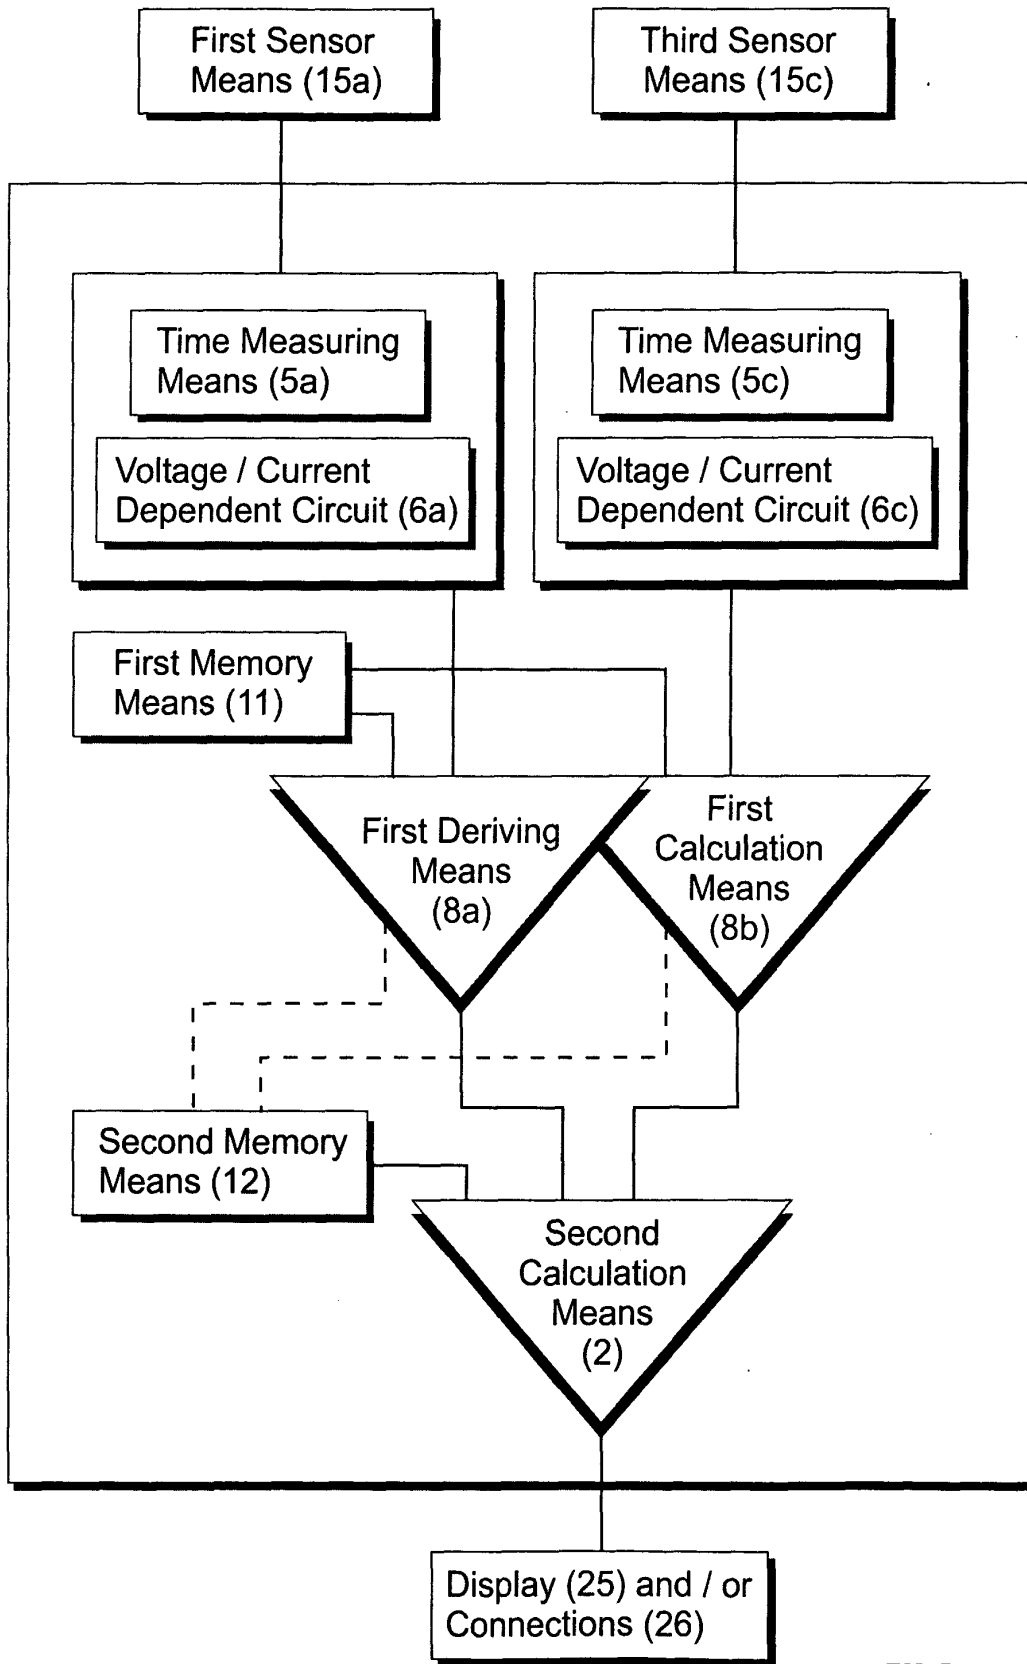 First Sensor
Means (15a)
Third Sensor
Means (15c)
Time Measuring
Means (5a)
Time Measuring
Means (5c)
Voltage / Current
Dependent Circuit (6a)
Voltage / Current
Dependent Circuit (6c)
First Memory
Means (11)
First Deriving
Means
(8a)
First
Calculation
Means
(8b)
Second Memory
Means (12)
Second
Calculation
Means
(2)
Display (25) and / or
Connections (26)